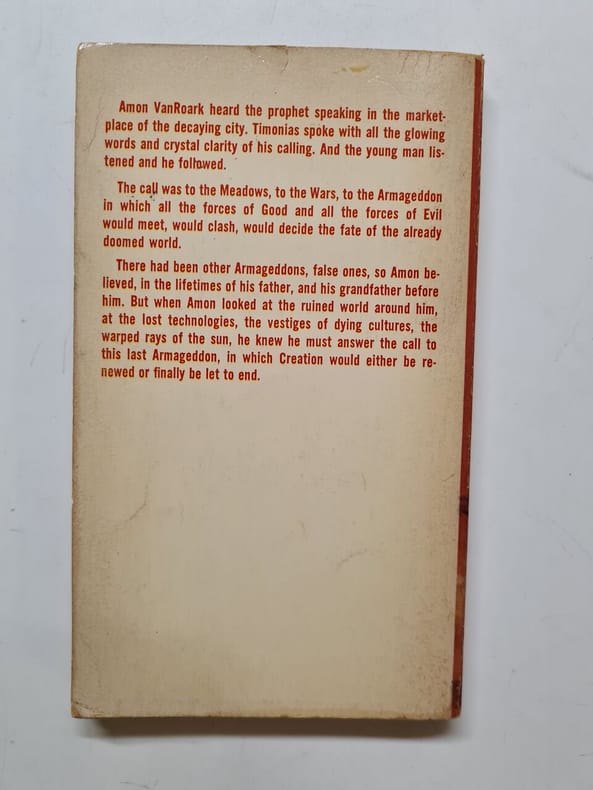 Amon VanRoark heard the prophet speaking in the market-
place of the decaying city. Timonias spoke with all the glowing
words and crystal clarity of his calling. And the young man lis-
tened and he followed.
The call was to the Meadows, to the Wars, to the Armageddon
in which all the forces of Good and all the forces of Evil
would meet, would clash, would decide the fate of the already
doomed world.
There had been other Armageddons, false ones, so Amon be-
lieved, in the lifetimes of his father, and his grandfather before
him. But when Amon looked at the ruined world around him,
at the lost technologies, the vestiges of dying cultures, the
warped rays of the sun, he knew he must answer the call to
this last Armageddon, in which Creation would either be re-
newed or finally be let to end.